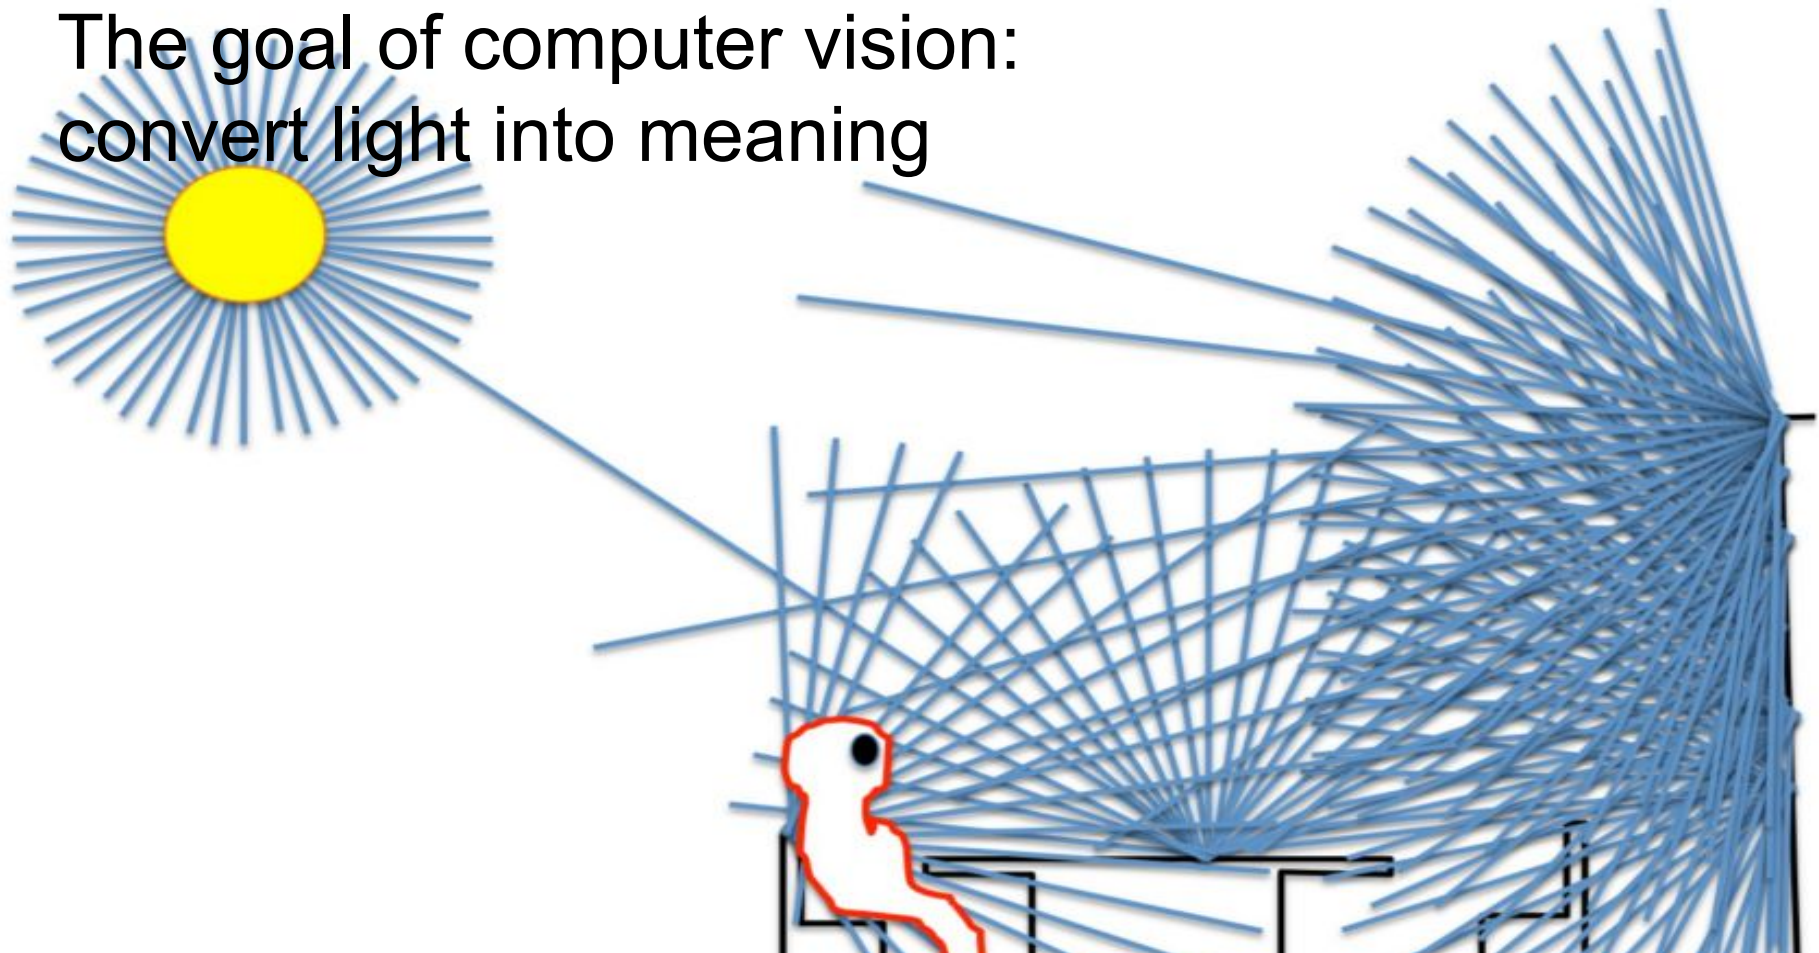 The goal of computer vision:
convert light into meaning